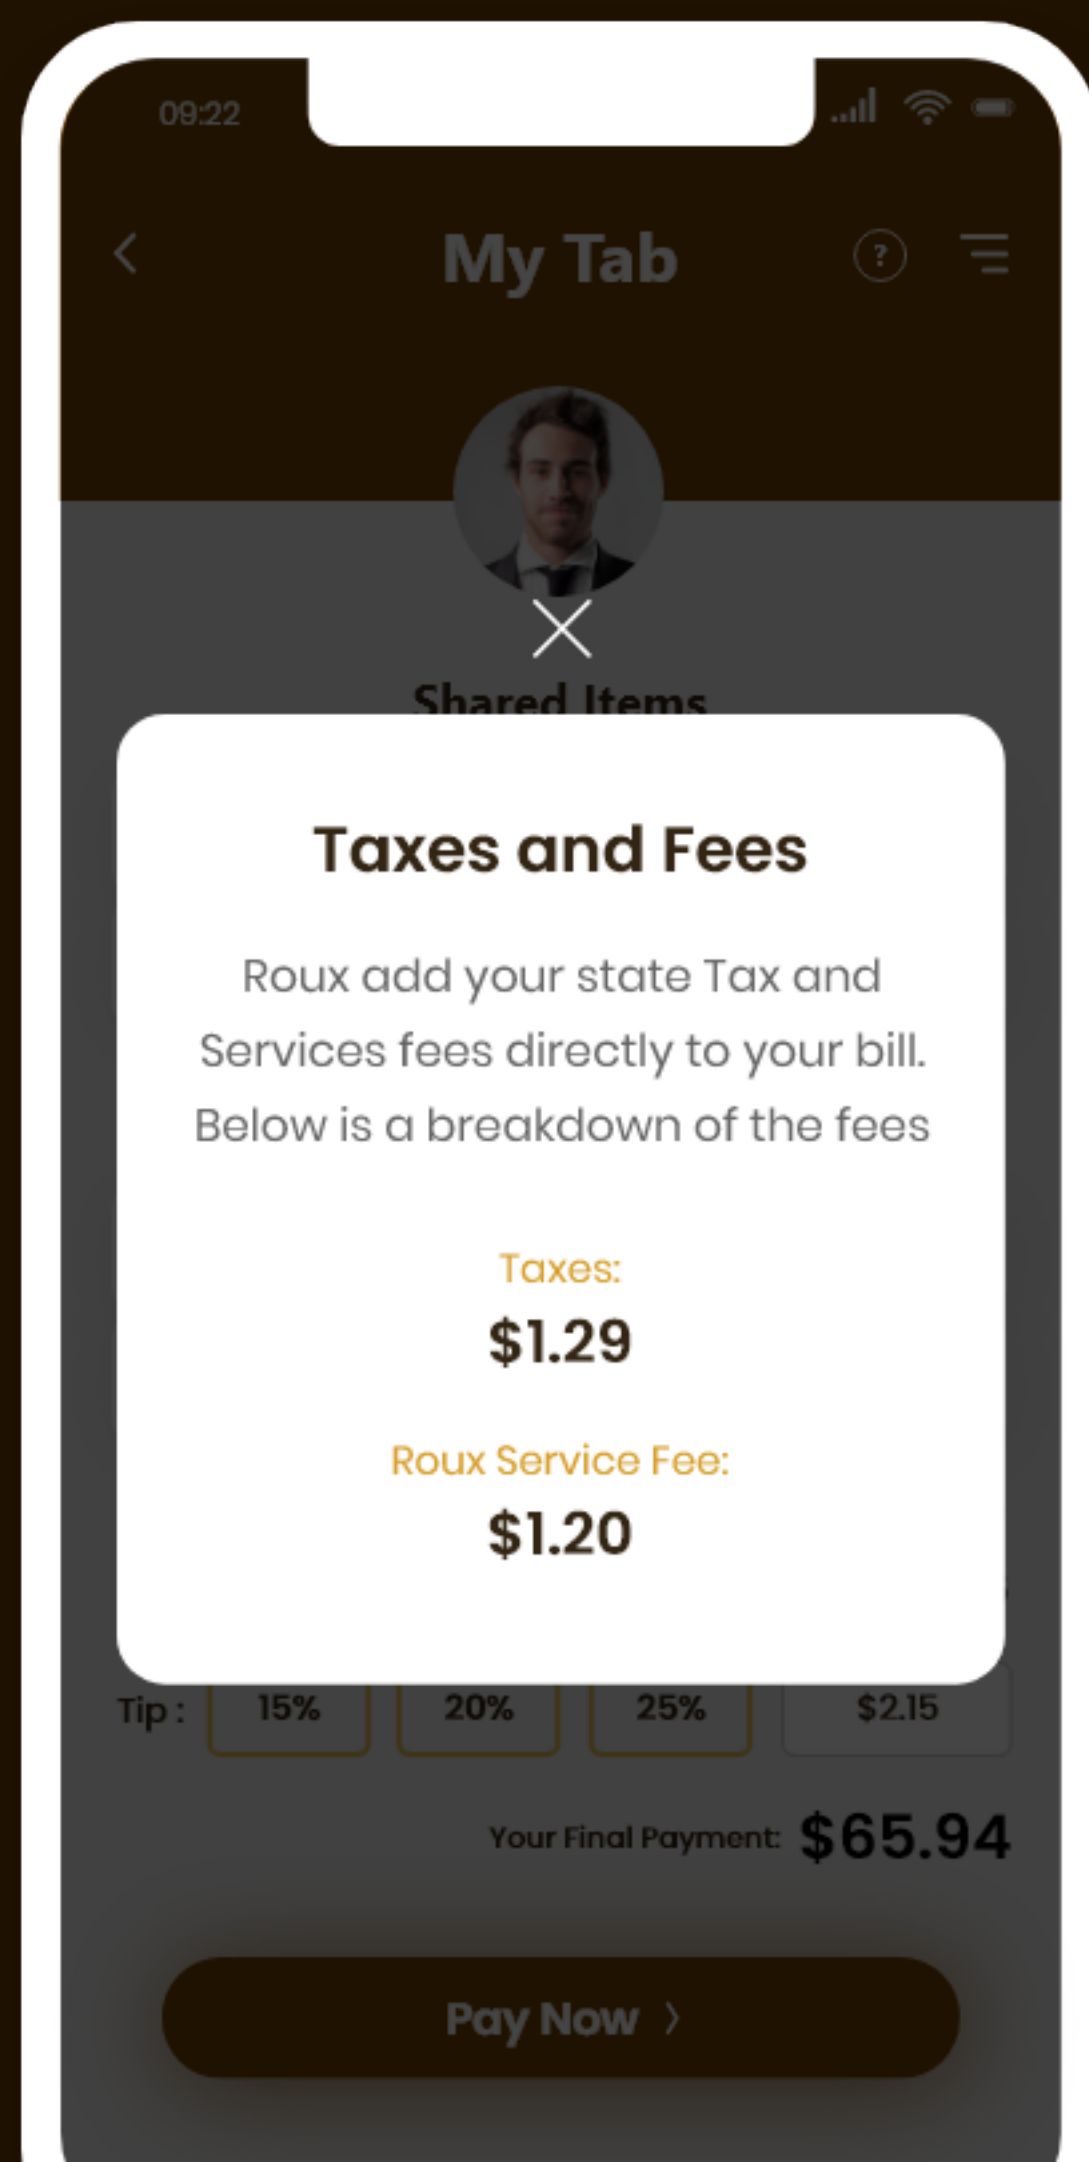 09:22
My Tab
?
Shared Items
Taxes and Fees
Roux add your state Tax and
Services fees directly to your bill.
Below is a breakdown of the fees
Taxes:
$1.29
Roux Service Fee:
$1.20
Tip : 15% 20% 25% $2.15
Your Final Payment: $65.94
Pay Now